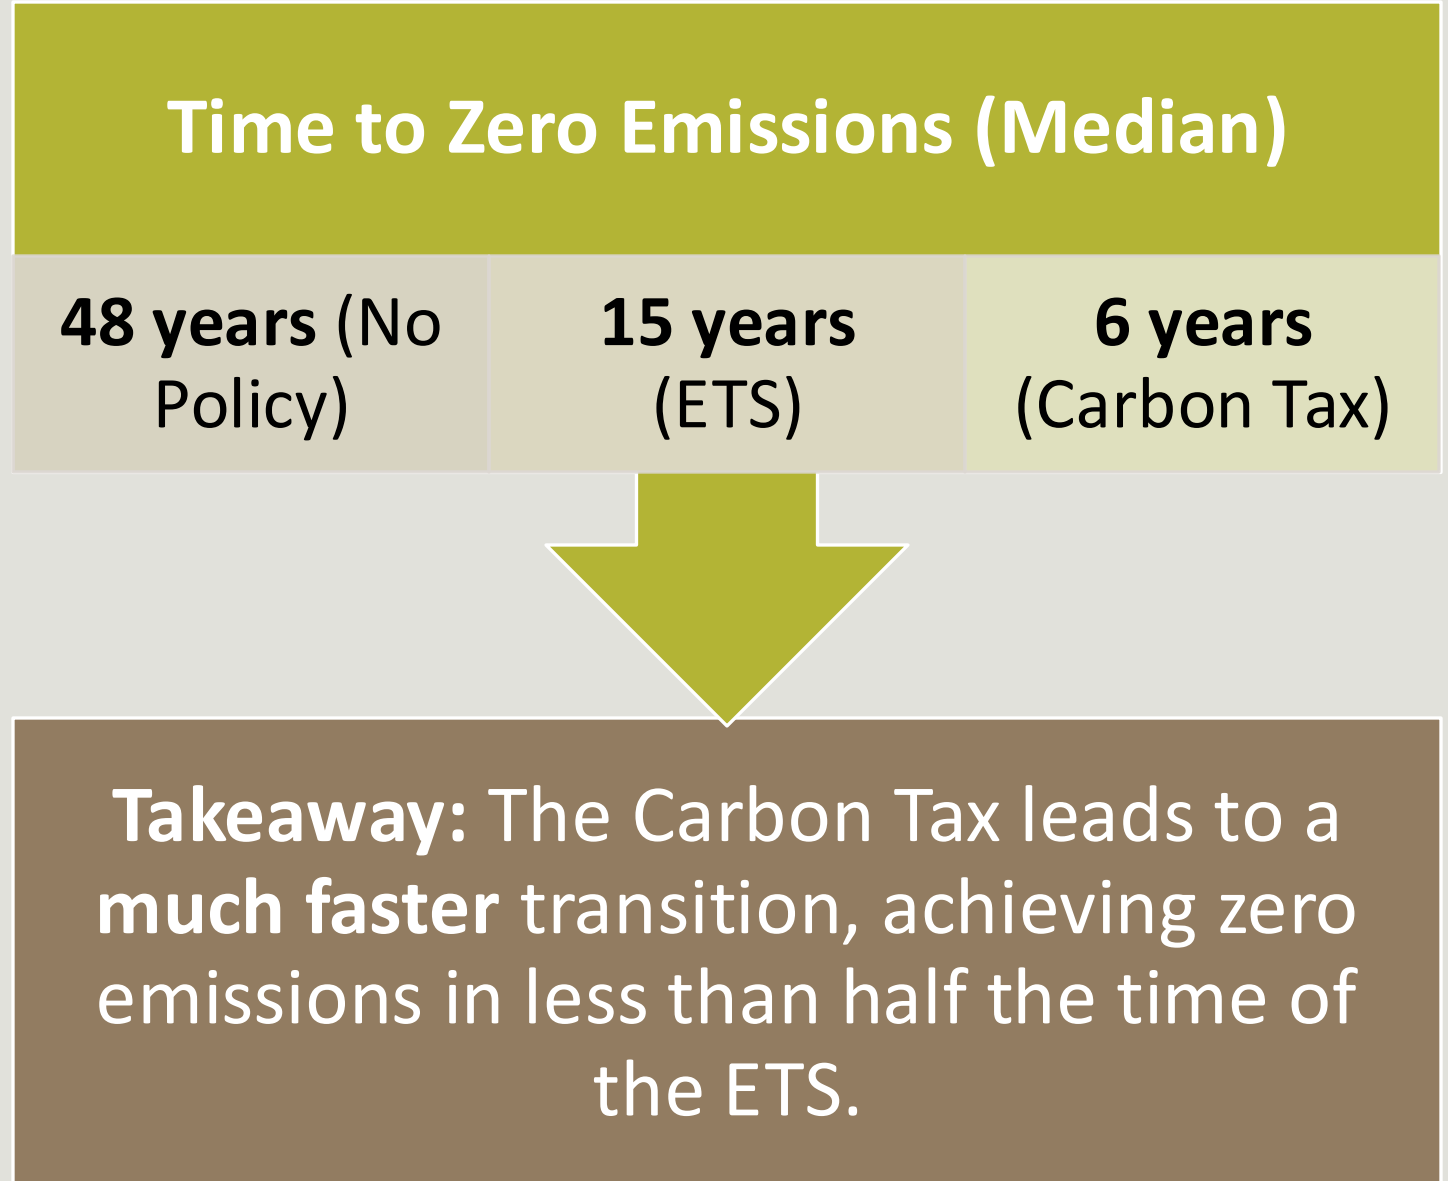 Time to Zero Emissions (Median)
48 years (No
Policy)
15 years
(ETS)
6 years
(Carbon Tax)
Takeaway: The Carbon Tax leads to a
much faster transition, achieving zero
emissions in less than half the time of
the ETS.